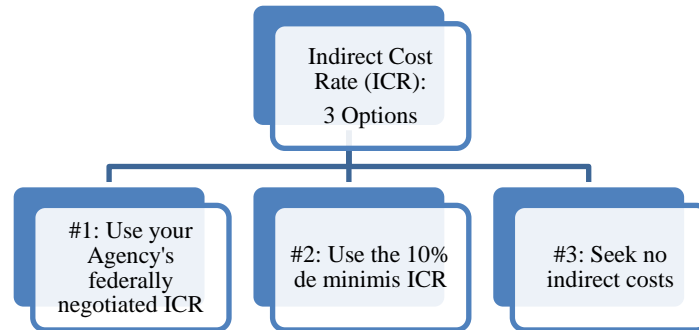 Indirect Cost
Rate (ICR):
3 Options
#1: Use your
Agency's
federally
negotiated ICR
#2: Use the 10%
de minimis ICR
#3: Seek no
indirect costs